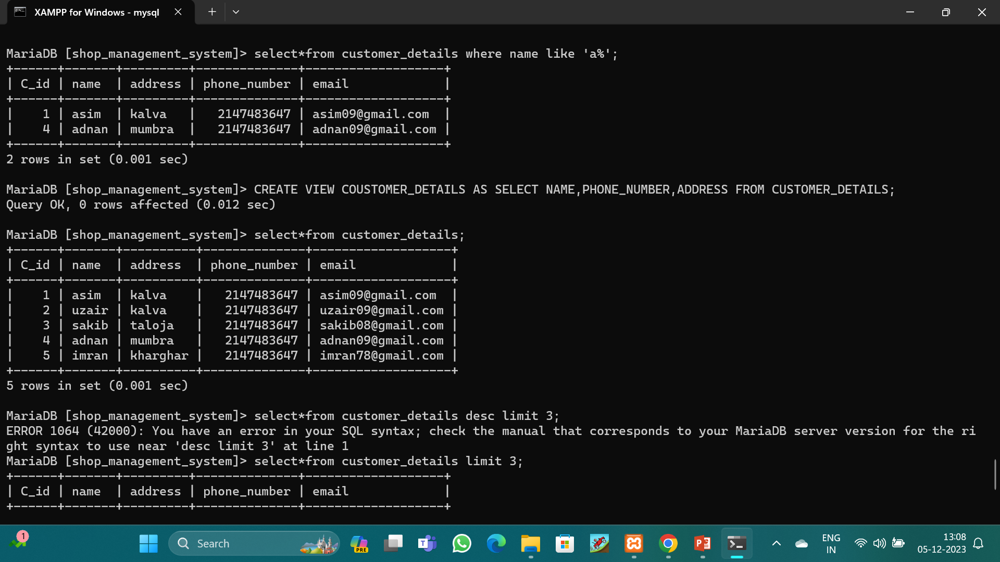 XAMPP for Windows - mysql
MariaDB [shop_management_system]> select*from customer_details where name like 'a%';
+------+-------+---------+--------------+-------------------+
| C_id | name  | address | phone_number | email             |
+------+-------+---------+--------------+-------------------+
|    1 | asim  | kalva   |   2147483647 | asim09@gmail.com  |
|    4 | adnan | mumbra  |   2147483647 | adnan09@gmail.com |
+------+-------+---------+--------------+-------------------+
2 rows in set (0.001 sec)
MariaDB [shop_management_system]> CREATE VIEW COUSTOMER_DETAILS AS SELECT NAME,PHONE_NUMBER,ADDRESS FROM CUSTOMER_DETAILS;
Query OK, 0 rows affected (0.012 sec)
MariaDB [shop_management_system]> select*from customer_details;
+------+-------+----------+--------------+-------------------+
| C_id | name  | address  | phone_number | email             |
+------+-------+----------+--------------+-------------------+
|    1 | asim  | kalva    |   2147483647 | asim09@gmail.com  |
|    2 | uzair | kalva    |   2147483647 | uzair09@gmail.com |
|    3 | sakib | taloja   |   2147483647 | sakib08@gmail.com |
|    4 | adnan | mumbra   |   2147483647 | adnan09@gmail.com |
|    5 | imran | kharghar |   2147483647 | imran78@gmail.com |
+------+-------+----------+--------------+-------------------+
5 rows in set (0.001 sec)
MariaDB [shop_management_system]> select*from customer_details desc limit 3;
ERROR 1064 (42000): You have an error in your SQL syntax; check the manual that corresponds to your MariaDB server version for the ri
ght syntax to use near 'desc limit 3' at line 1
MariaDB [shop_management_system]> select*from customer_details limit 3;
+------+-------+---------+--------------+-------------------+
| C_id | name  | address | phone_number | email             |
+------+-------+---------+--------------+-------------------+
1
Search
PRE
T
P
ENG
IN
13:08
05-12-2023